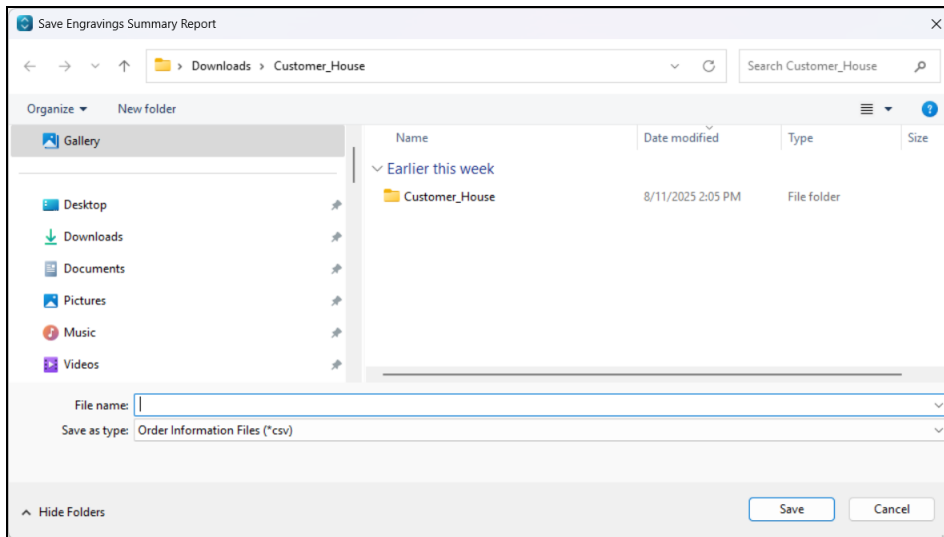 Save Engravings Summary Report
Downloads > Customer_House
Search Customer_House
Organize
New folder
Gallery
Desktop
Downloads
Documents
Pictures
Music
Videos
Name Date modified Type Size
Earlier this week
Customer_House 8/11/2025 2:05 PM File folder
File name:
Save as type: Order Information Files (*csv)
Hide Folders
Save
Cancel